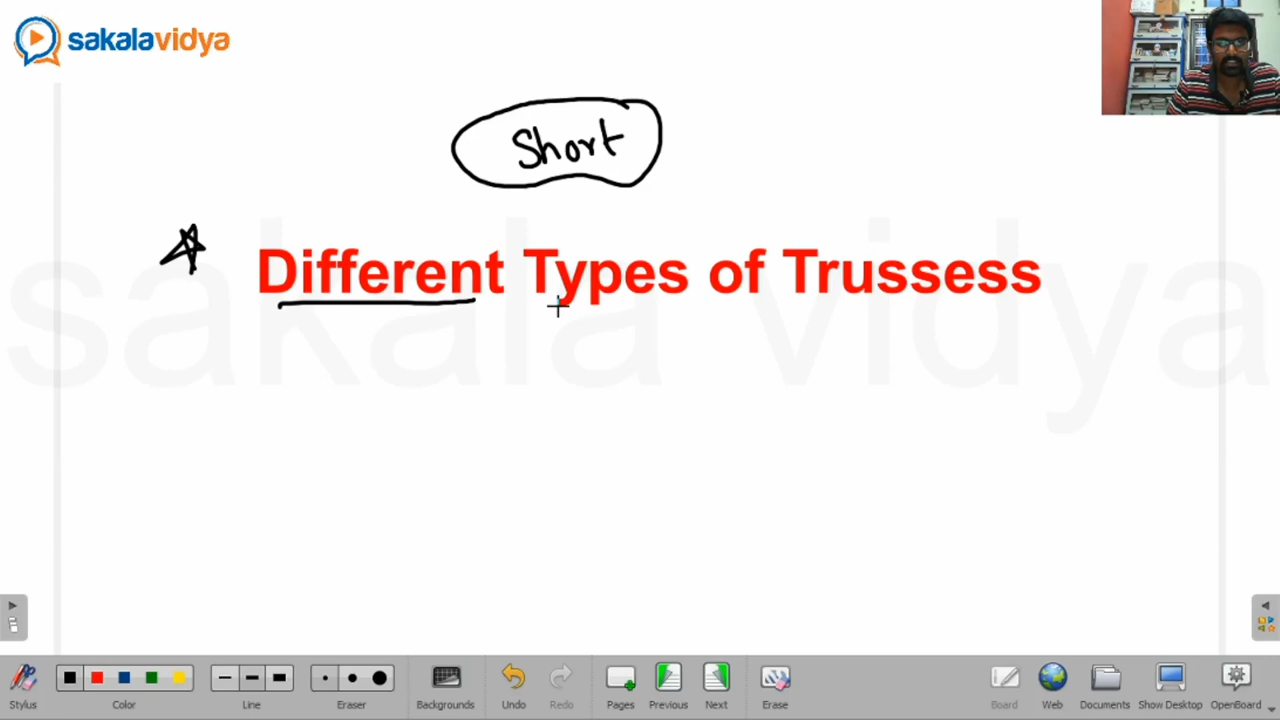 sakalavidya
Short
Different Types of Trussess
sakala vidya
Stylus
Color
Line
Eraser
Backgrounds
Undo
Redo
Pages
Previous
Next
Erase
Board
Web
Documents
Show Desktop
OpenBoard